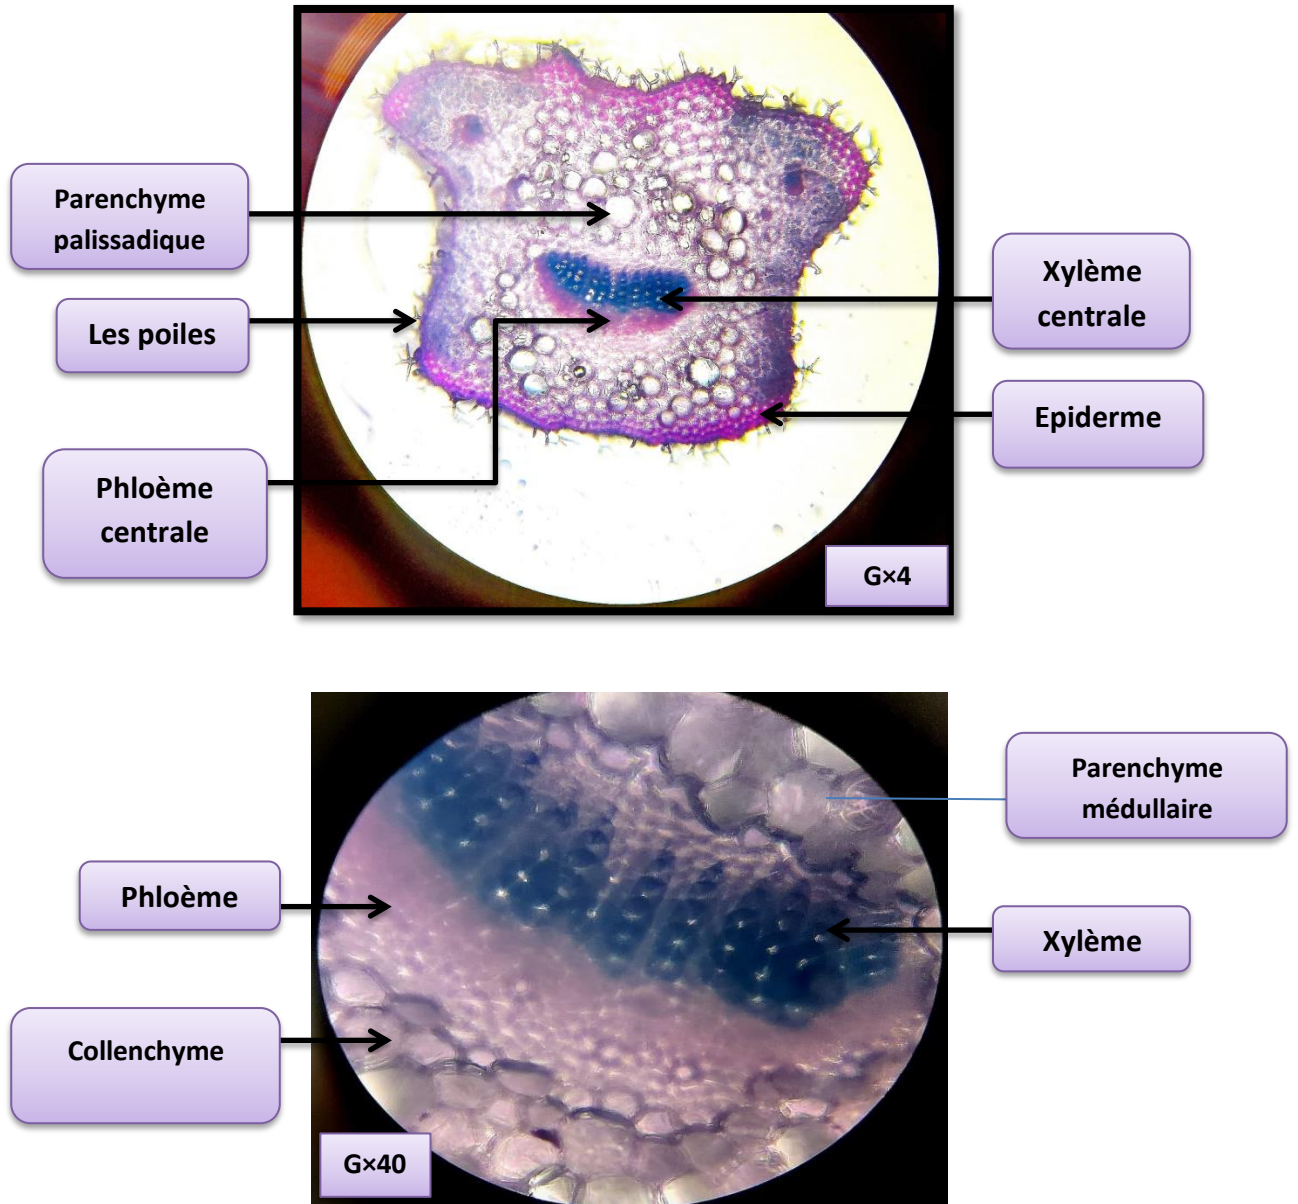 Parenchyme
palissadique
Les poiles
Phloème
centrale
Xylème
centrale
Epiderme
G×4
Parenchyme
médullaire
Phloème
Xylème
Collenchyme
G×40